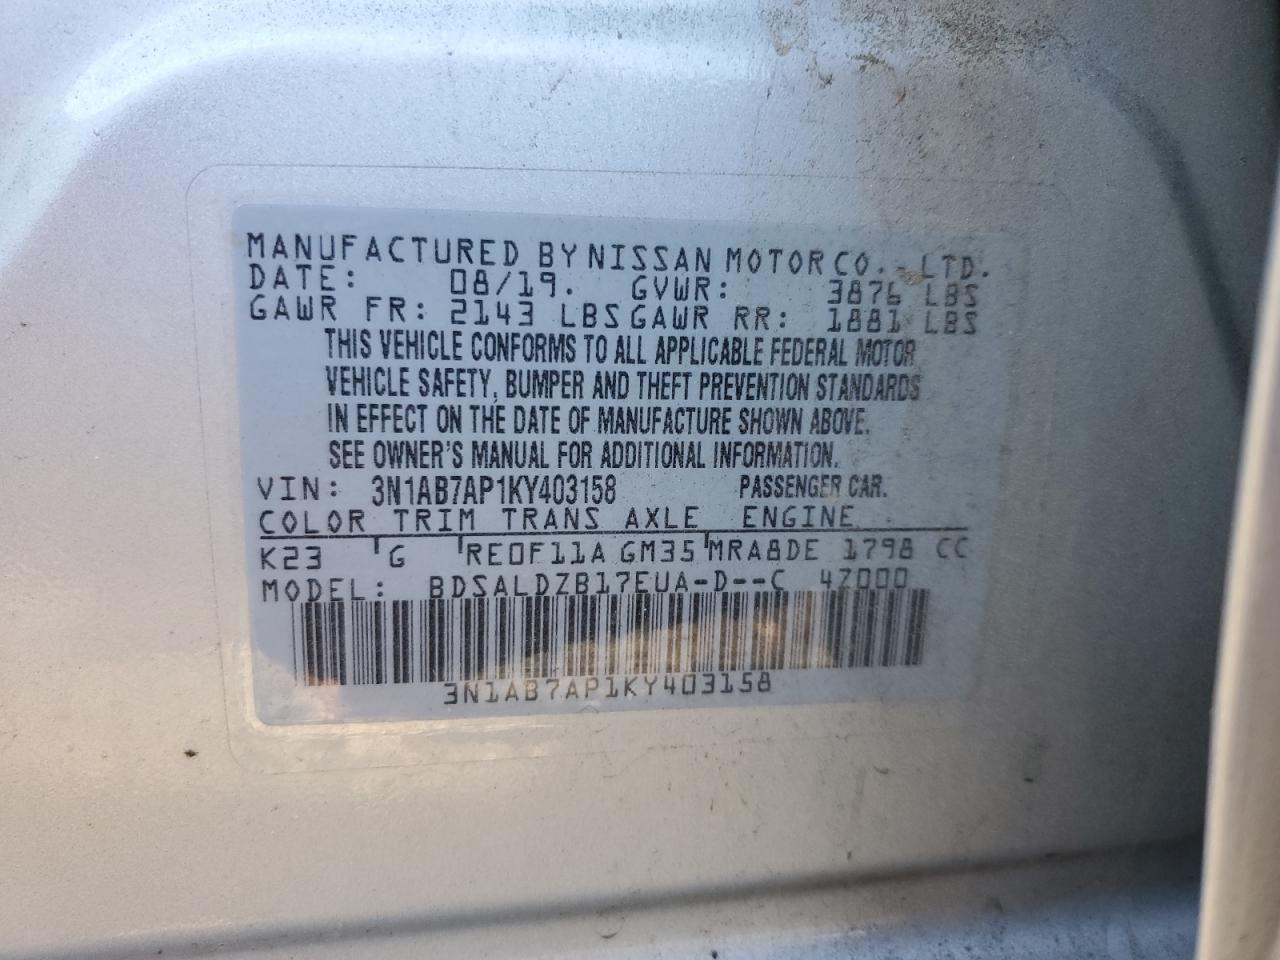 MANUFACTURED BY NISSAN MOTOR CO., LTD.
DATE: 08/19. GVWR: 3876 LBS
GAWR FR: 2143 LBS GAWR RR: 1881 LBS
THIS VEHICLE CONFORMS TO ALL APPLICABLE FEDERAL MOTOR
VEHICLE SAFETY, BUMPER AND THEFT PREVENTION STANDARDS
IN EFFECT ON THE DATE OF MANUFACTURE SHOWN ABOVE.
SEE OWNER'S MANUAL FOR ADDITIONAL INFORMATION.
VIN: 3N1AB7AP1KY403158 PASSENGER CAR.
COLOR TRIM TRANS AXLE ENGINE
K23 G RE0F11A GM35 MRA8DE 1798 CC
MODEL: BDSALDZB17EUA-D--C 4Z000
3N1AB7AP1KY403158